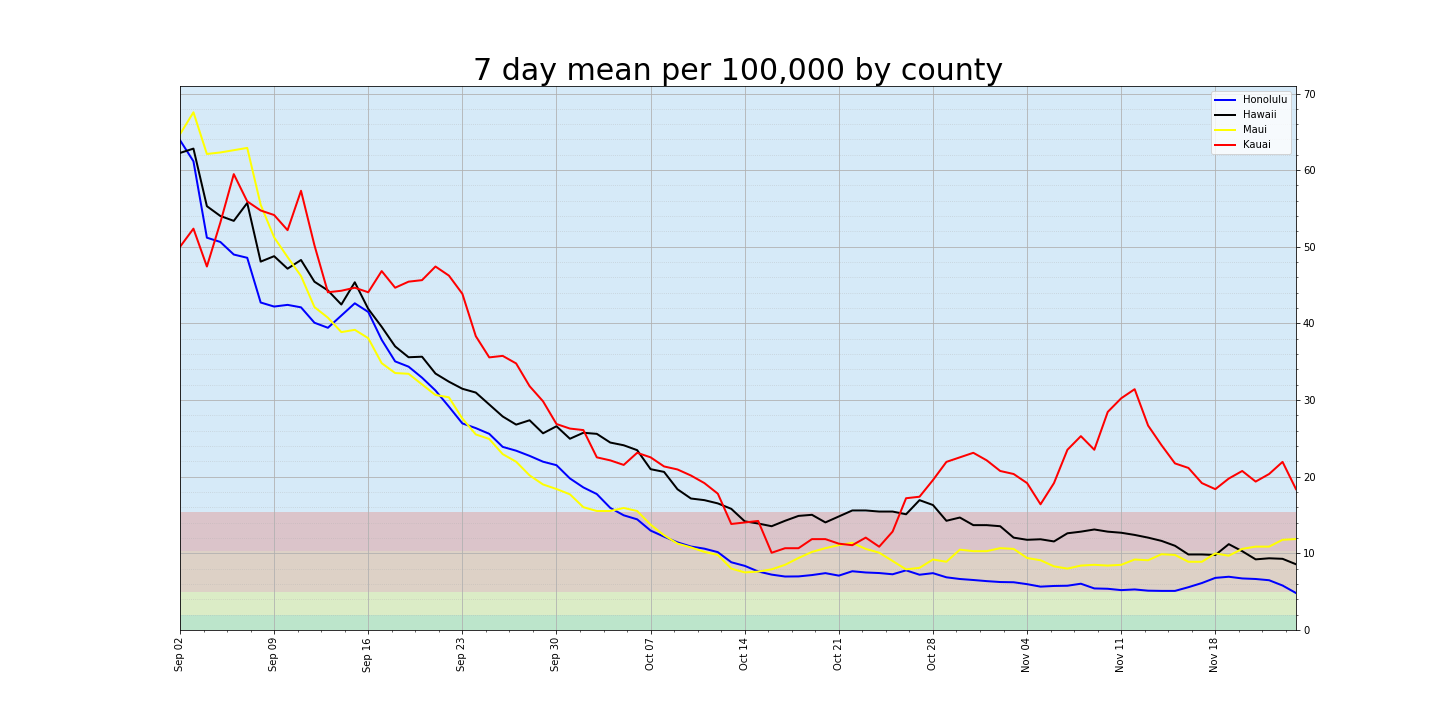 7 day mean per 100,000 by county
Honolulu
Hawaii
Maui
Kauai
70
60
50
40
30
20
10
0
Sep 02
Sep 09
Sep 16
Sep 23
Sep 30
Oct 07
Oct 14
Oct 21
Oct 28
Nov 04
Nov 11
Nov 18